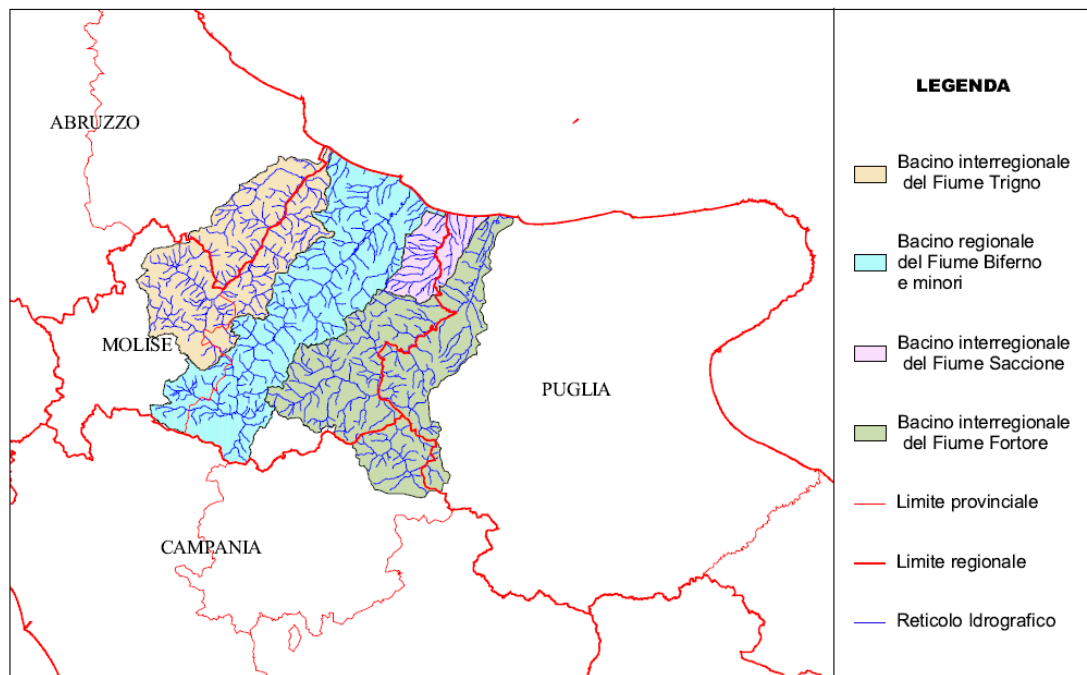 ABRUZZO
MOLISE
PUGLIA
CAMPANIA
LEGENDA
Bacino interregionale
del Fiume Trigno
Bacino regionale
del Fiume Biferno
e minori
Bacino interregionale
del Fiume Saccione
Bacino interregionale
del Fiume Fortore
Limite provinciale
Limite regionale
Reticolo Idrografico